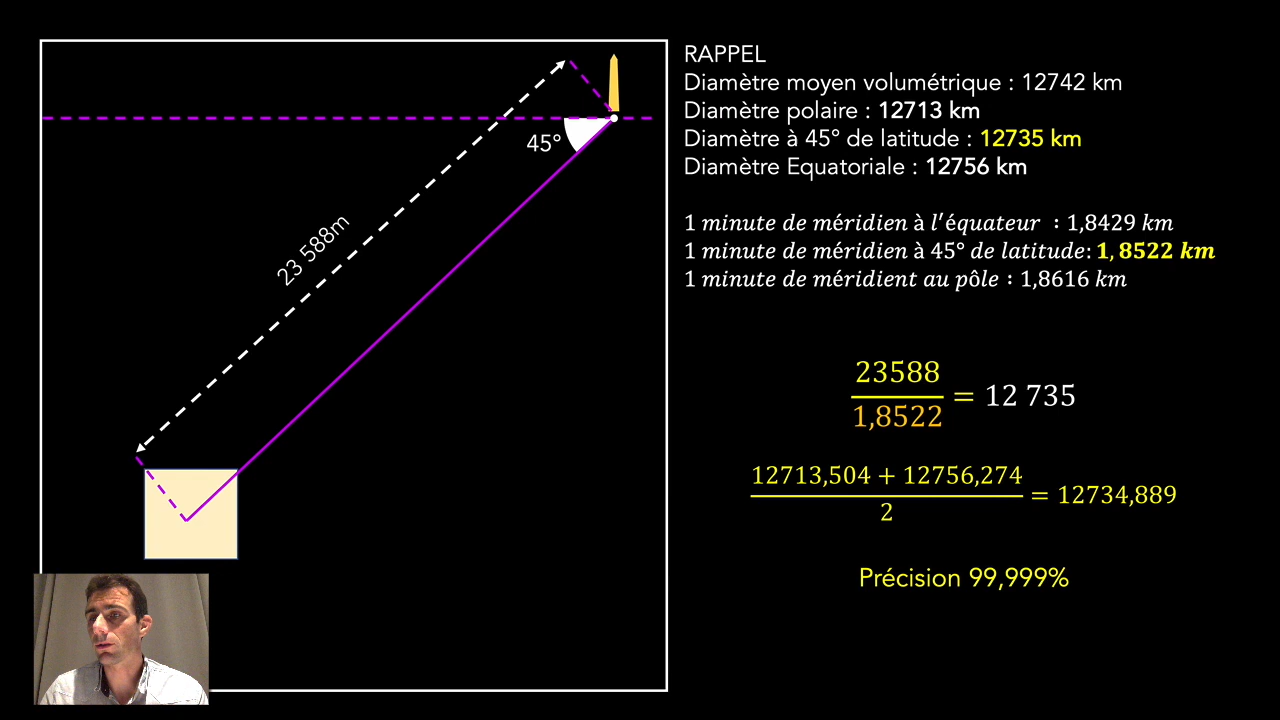 RAPPEL
Diamètre moyen volumétrique : 12742 km
Diamètre polaire : 12713 km
Diamètre à 45° de latitude : 12735 km
Diamètre Equatoriale : 12756 km
1 minute de méridien à l'équateur : 1,8429 km
1 minute de méridien à 45° de latitude: 1,8522 km
1 minute de méridient au pôle : 1,8616 km
45°
23 588m
23588
1,8522
= 12 735
12713,504 + 12756,274
2
= 12734,889
Précision 99,999%